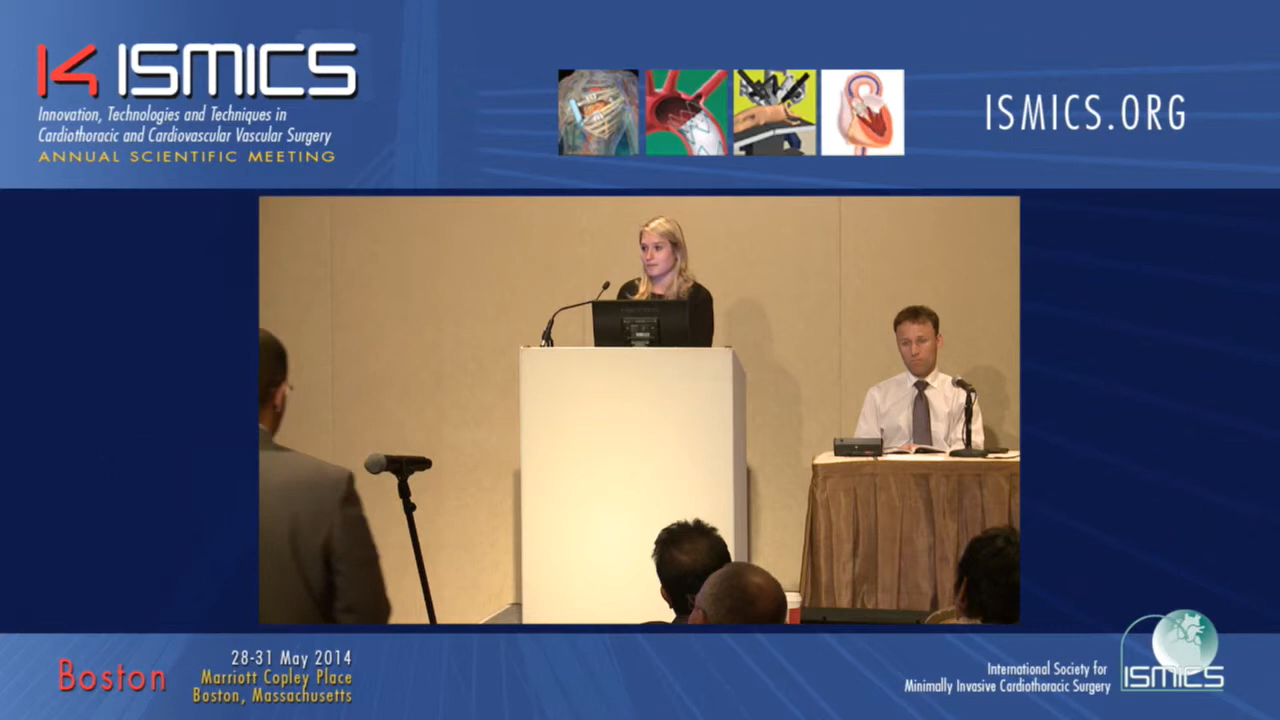 14 ISMICS
Innovation, Technologies and Techniques in
Cardiothoracic and Cardiovascular Vascular Surgery
ANNUAL SCIENTIFIC MEETING
ISMICS.ORG
Boston
28-31 May 2014
Marriott Copley Place
Boston, Massachusetts
International Society for
Minimally Invasive Cardiothoracic Surgery
ISMICS